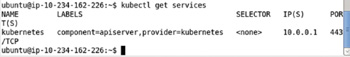 ubuntu@ip-10-234-162-226:~$ kubectl get services
NAME LABELS SELECTOR IP(S) POR
T(S)
kubernetes component=apiserver,provider=kubernetes <none> 10.0.0.1 443
/TCP
ubuntu@ip-10-234-162-226:~$